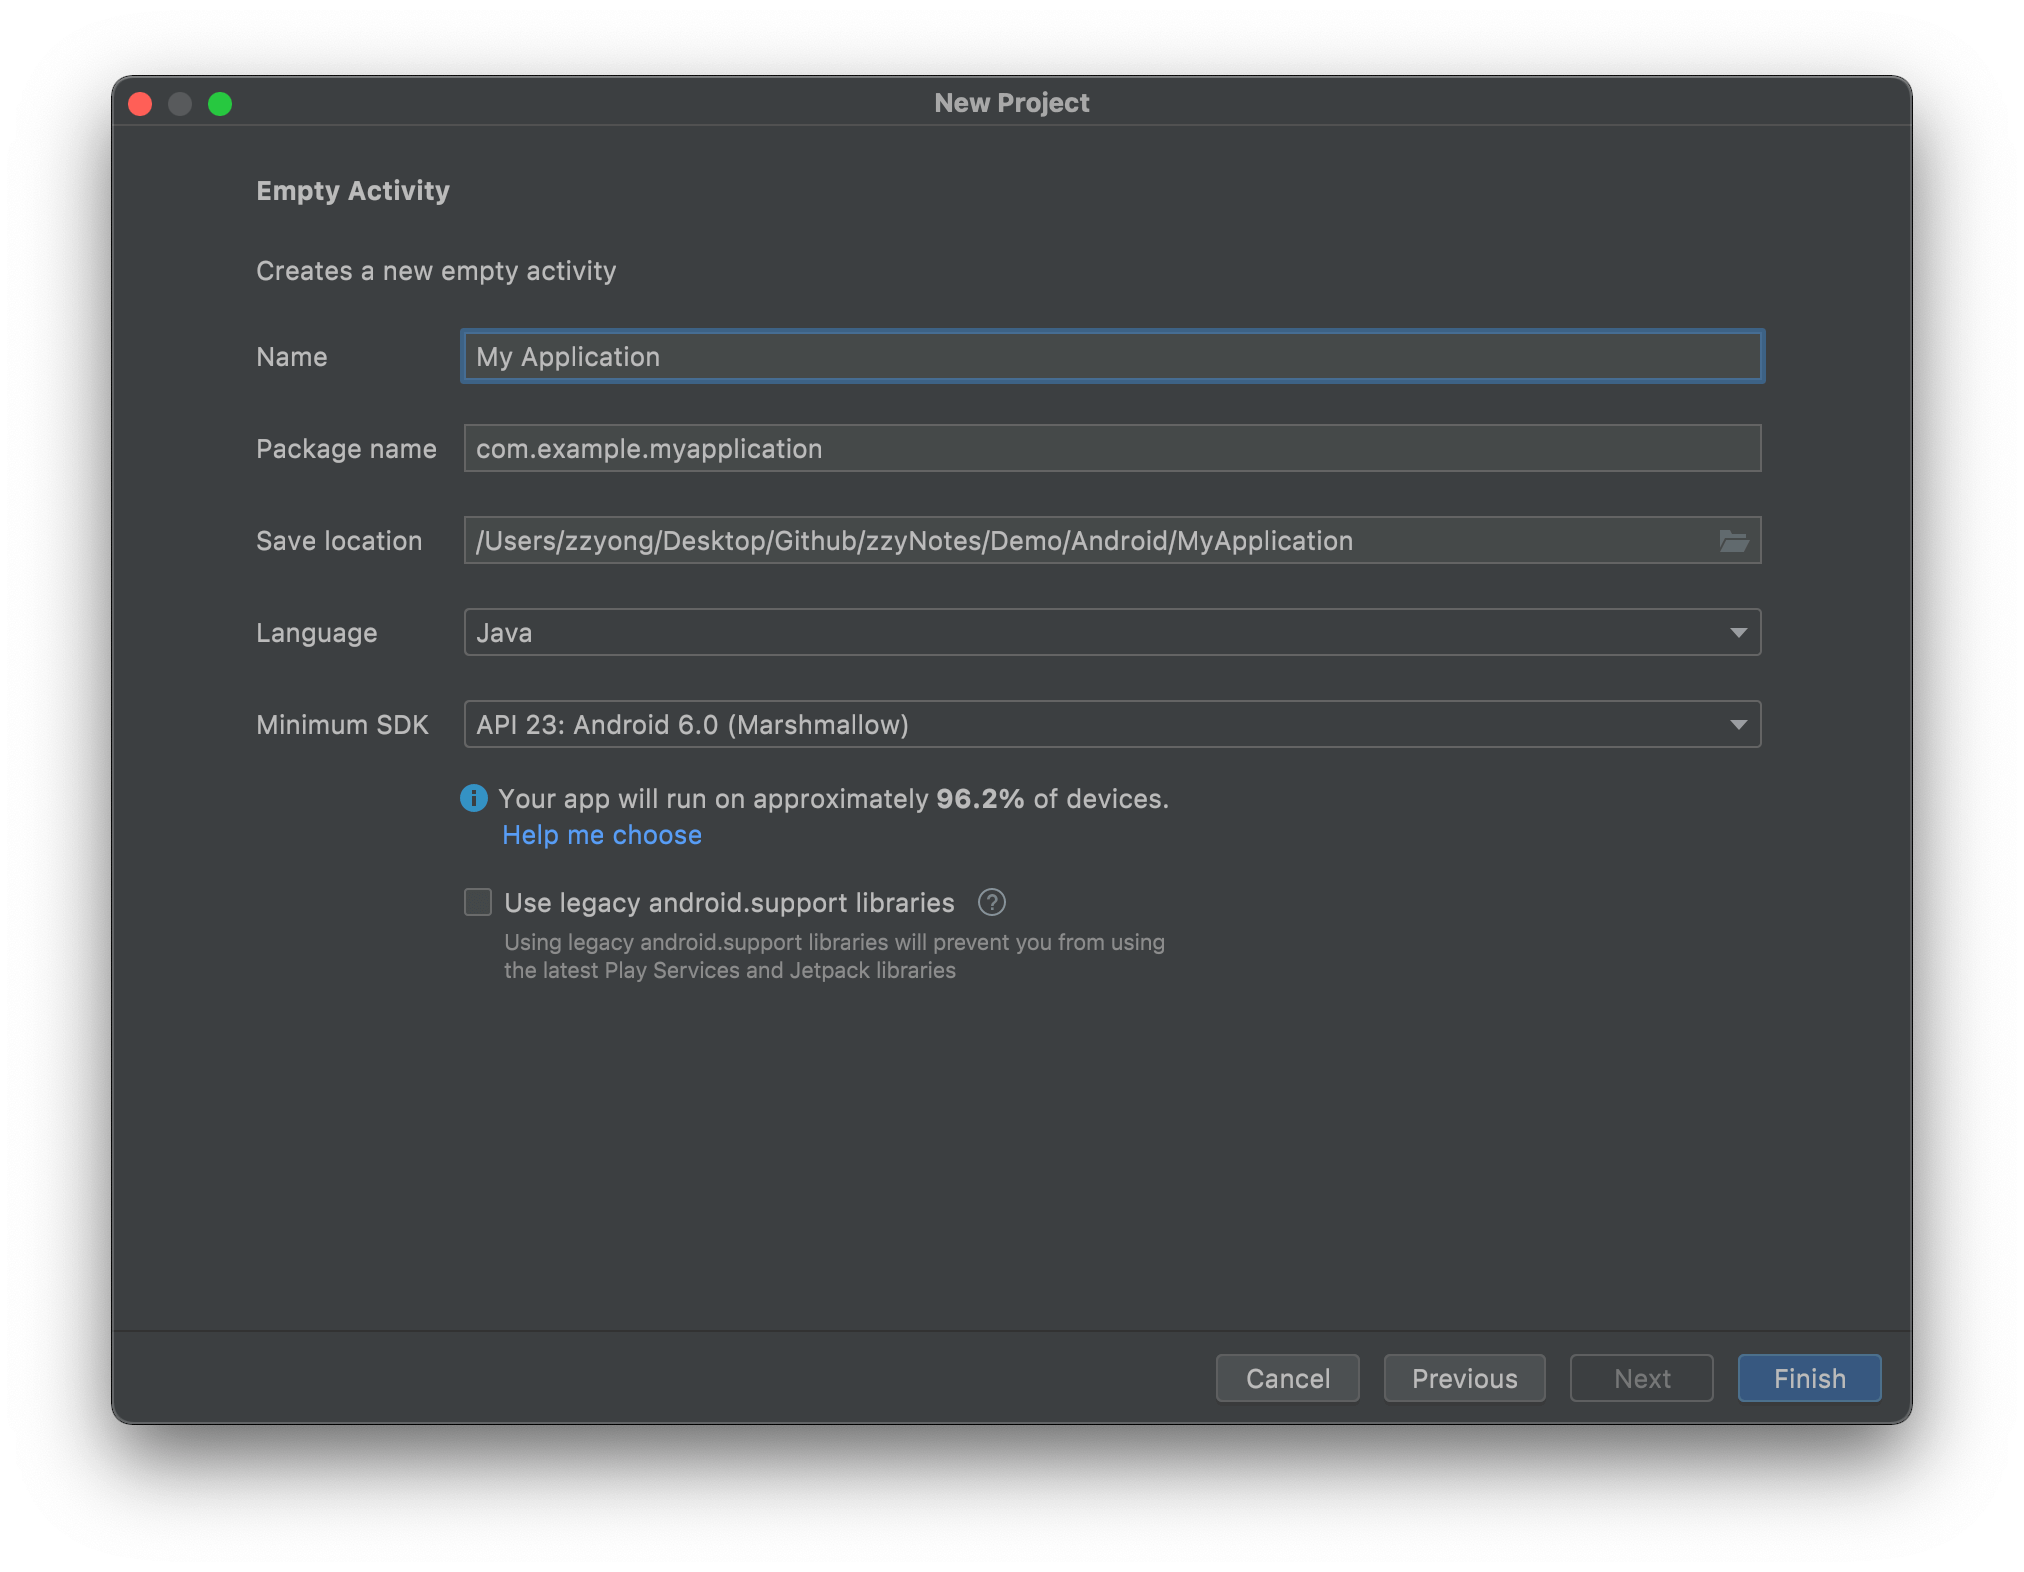 New Project
Empty Activity
Creates a new empty activity
Name My Application
Package name com.example.myapplication
Save location /Users/zzyong/Desktop/Github/zzyNotes/Demo/Android/MyApplication
Language Java
Minimum SDK API 23: Android 6.0 (Marshmallow)
Your app will run on approximately 96.2% of devices.
Help me choose
Use legacy android.support libraries ?
Using legacy android.support libraries will prevent you from using
the latest Play Services and Jetpack libraries
Cancel Previous Next Finish